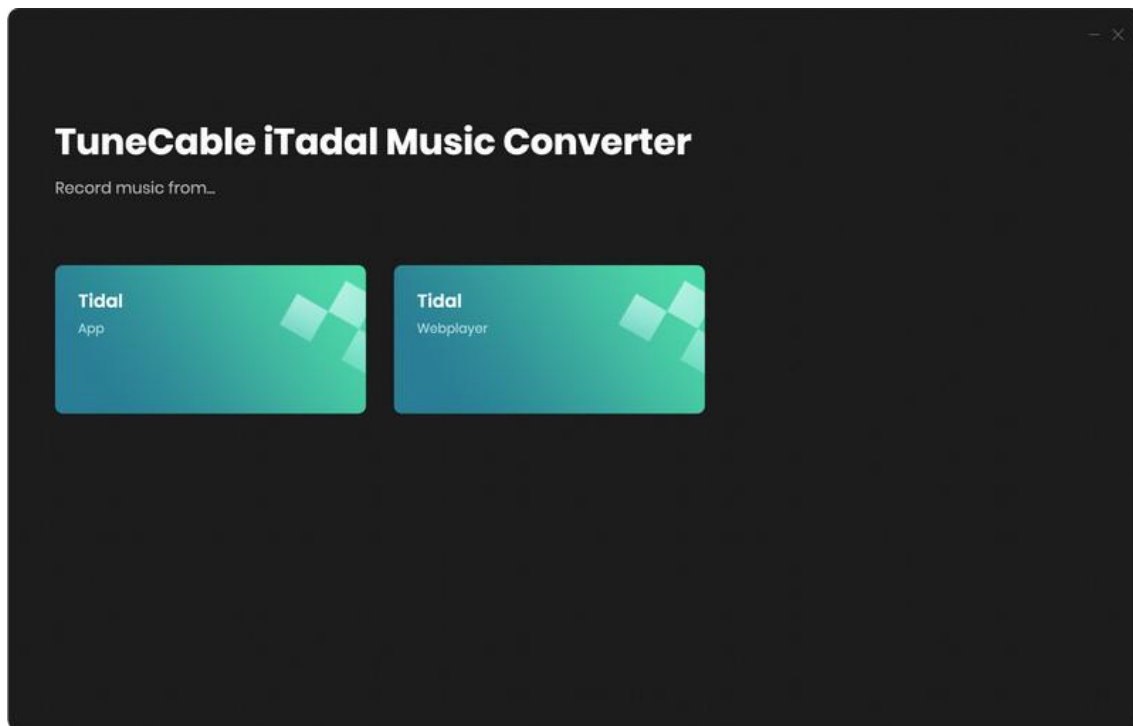 TuneCable iTadal Music Converter
Record music from...
Tidal
App
Tidal
Webplayer